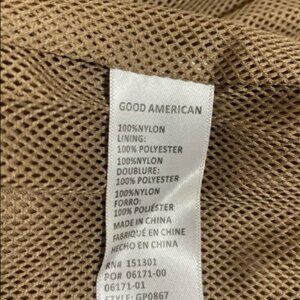 GOOD AMERICAN
100%NYLON
LINING:
100% POLYESTER
100%NYLON
DOUBLURE:
100% POLYESTER
100%NYLON
FORRO:
100% POLIÉSTER
MADE IN CHINA
FABRIQUÉ EN CHINE
HECHO EN CHINA
RN# 151301
PO# 06171-00
06171-01
STYLE: GP0867